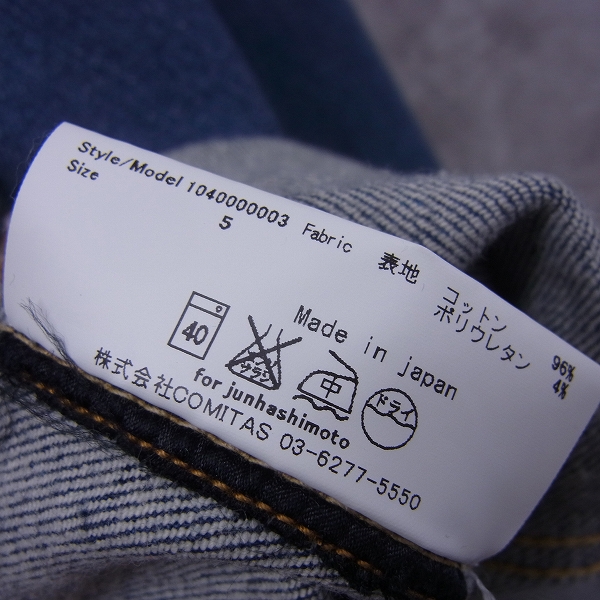 Style/Model 1040000003 Fabric 表地 コットン 96%
Size 5 ポリウレタン 4%
Made in japan
40 サラシ 中 ドライ
for junhashimoto
株式会社COMITAS 03-6277-5550